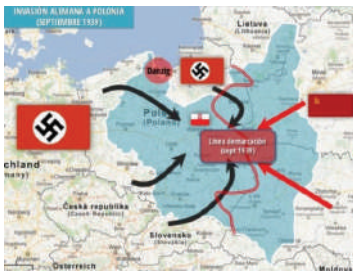 INVASIÓN ALEMANA A POLONIA
(SEPTIEMBRE 1939)
Lietuva
(Lithuania)
Danzig
(Poland)
Línea demarcación
(sept 1939)
chland
many)
Česká republika
(Czech Republic)
Slovensko
(Slovakia)
Österreich